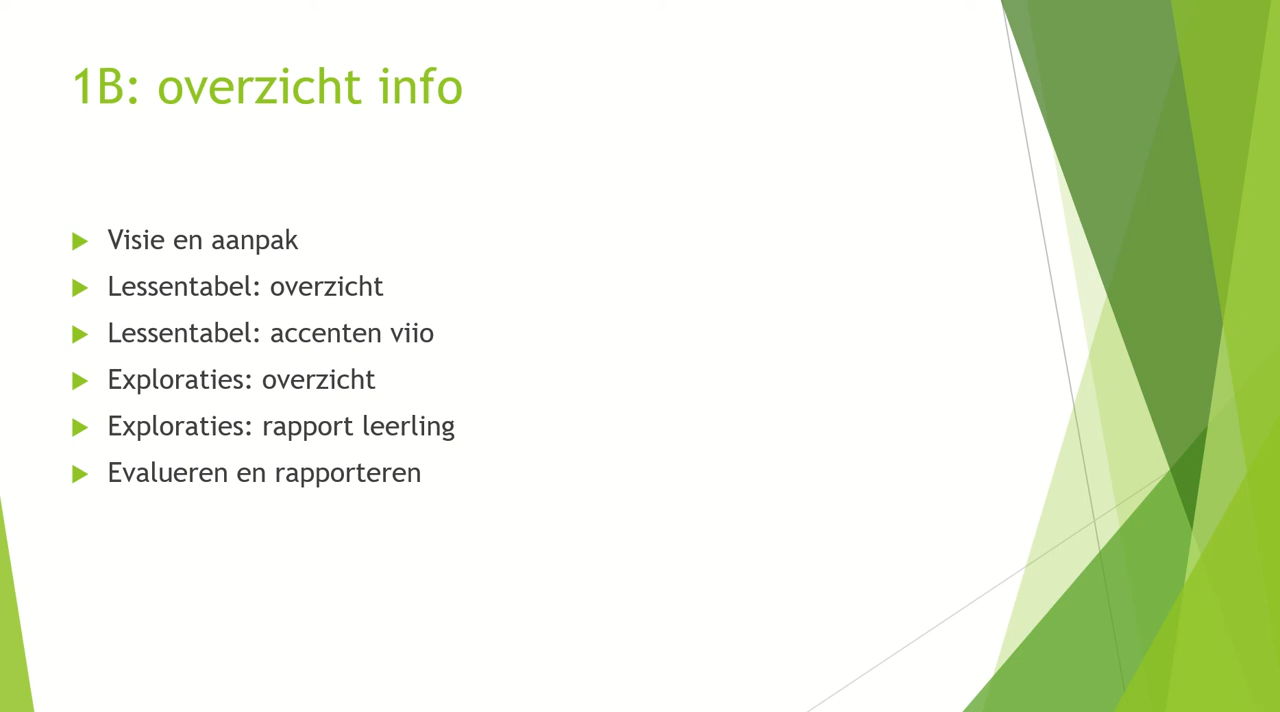 1B: overzicht info
Visie en aanpak
Lessentabel: overzicht
Lessentabel: accenten viio
Exploraties: overzicht
Exploraties: rapport leerling
Evalueren en rapporteren